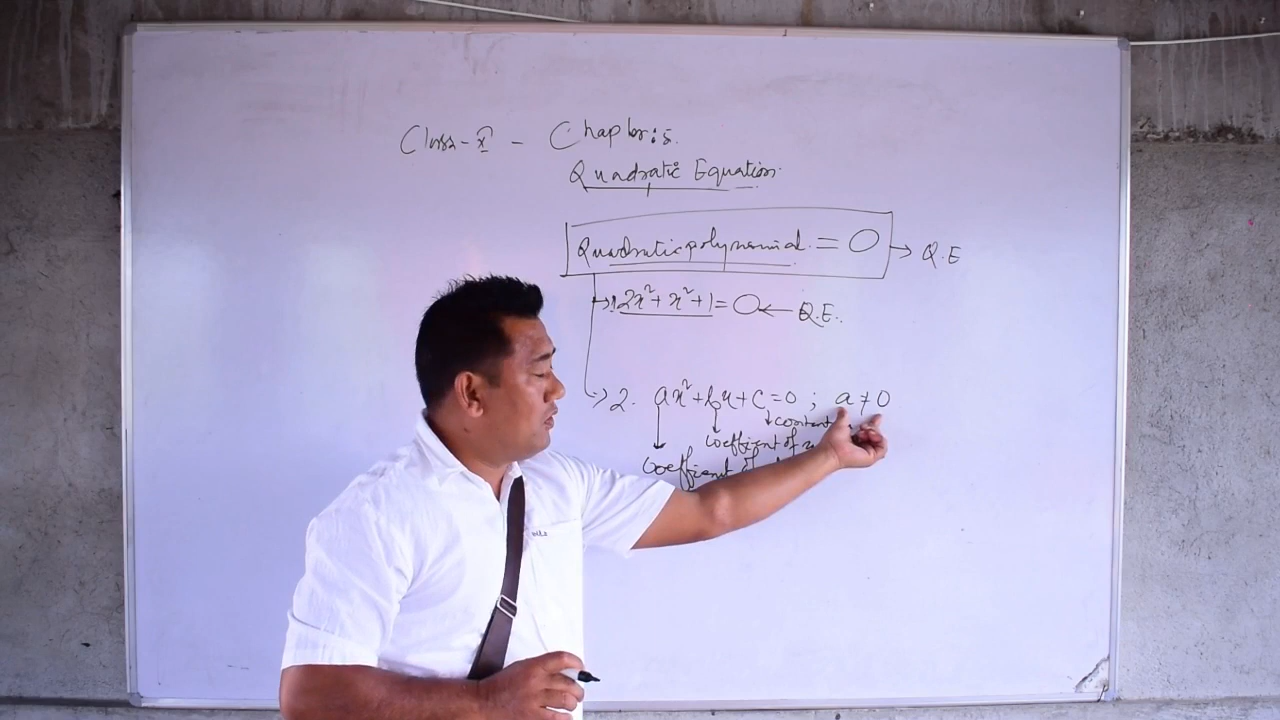 Class-X - Chapter:5.
Quadratic Equation.
Quadratic polynomial. = 0 → Q.E
→ 1. 2x²+x²+1 = 0 ← Q.E.
→ 2. ax²+bx+c=0 ; a≠0
constant
coefficient of x
coefficient of